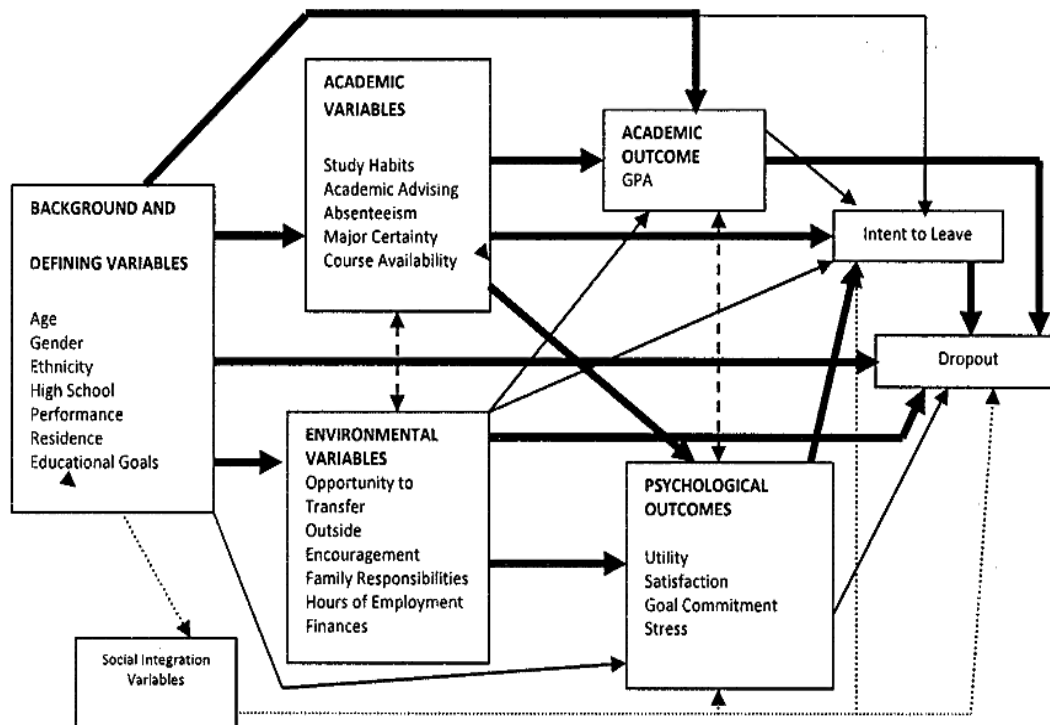 BACKGROUND AND
DEFINING VARIABLES
Age
Gender
Ethnicity
High School
Performance
Residence
Educational Goals
ACADEMIC
VARIABLES
Study Habits
Academic Advising
Absenteeism
Major Certainty
Course Availability
ENVIRONMENTAL
VARIABLES
Opportunity to
Transfer
Outside
Encouragement
Family Responsibilities
Hours of Employment
Finances
Social Integration
Variables
ACADEMIC
OUTCOME
GPA
PSYCHOLOGICAL
OUTCOMES
Utility
Satisfaction
Goal Commitment
Stress
Intent to Leave
Dropout